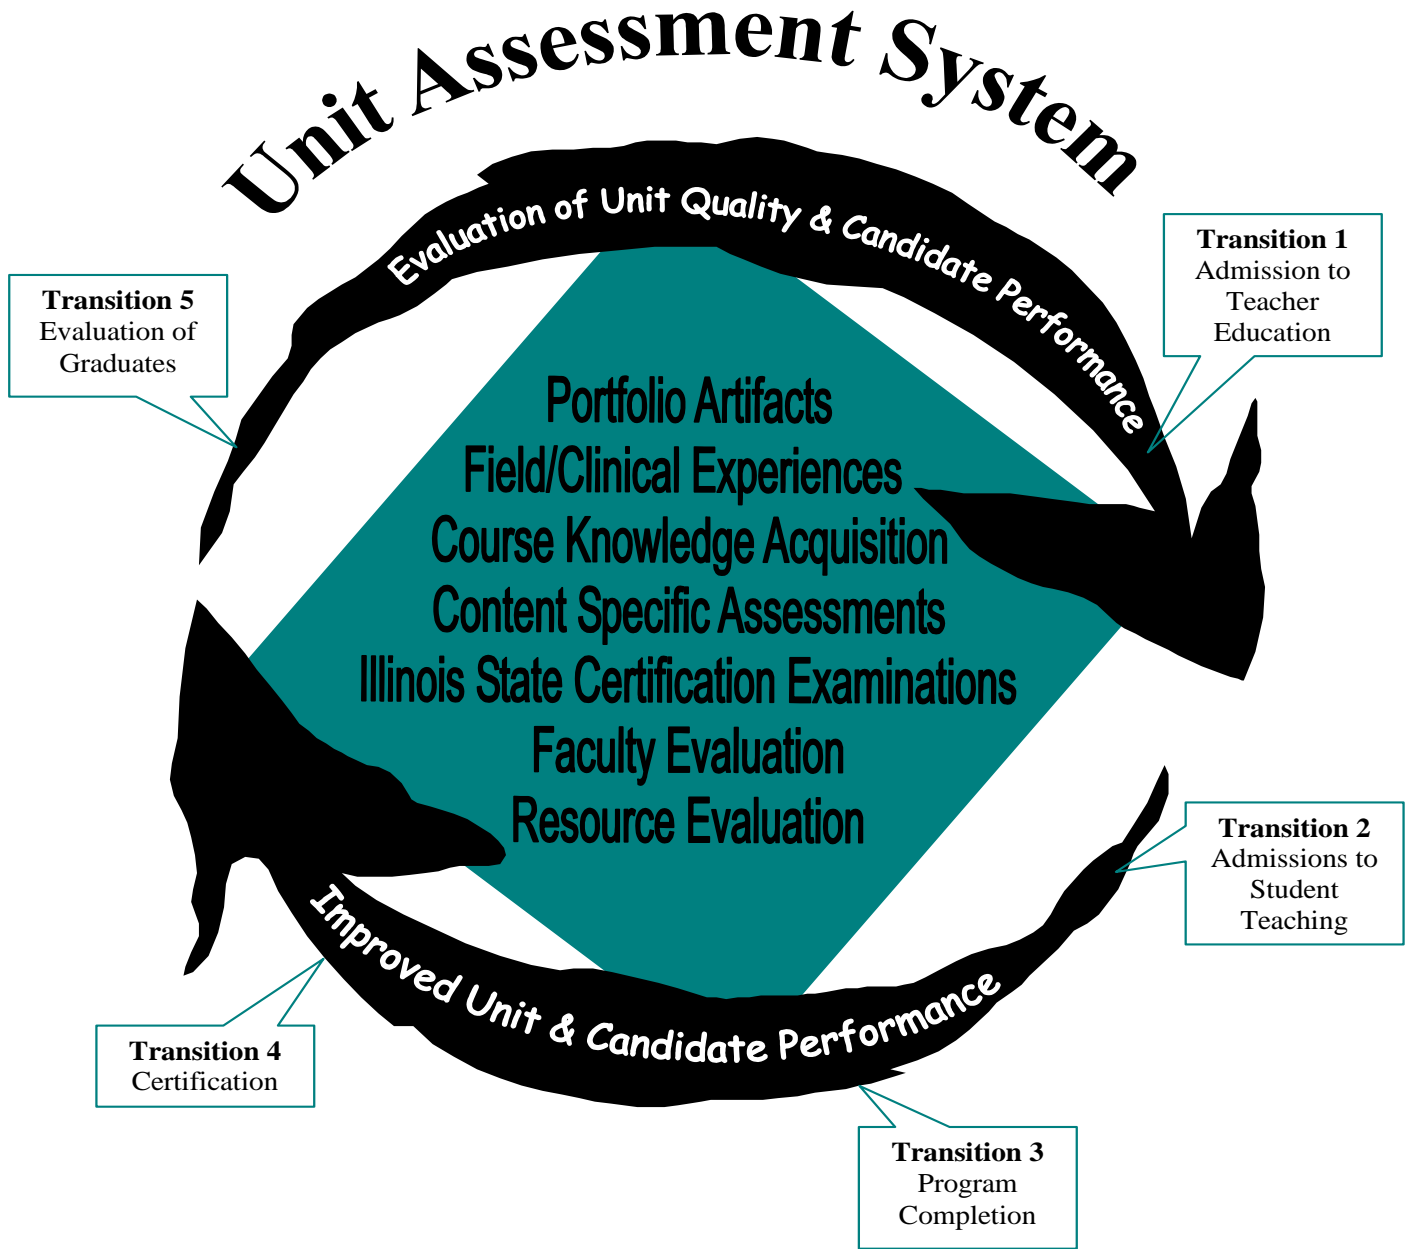 Unit Assessment System
Evaluation of Unit Quality & Candidate Performance
Transition 1
Admission to
Teacher
Education
Transition 5
Evaluation of
Graduates
Portfolio Artifacts
Field/Clinical Experiences
Course Knowledge Acquisition
Content Specific Assessments
Illinois State Certification Examinations
Faculty Evaluation
Resource Evaluation
Transition 2
Admissions to
Student
Teaching
Improved Unit & Candidate Performance
Transition 4
Certification
Transition 3
Program
Completion